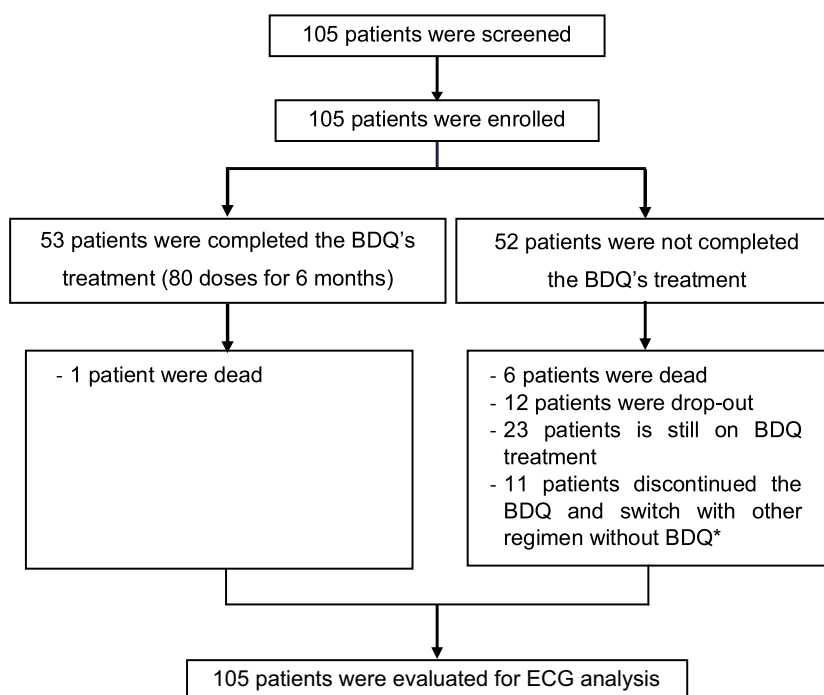 105 patients were screened
105 patients were enrolled
53 patients were completed the BDQ's
treatment (80 doses for 6 months)
52 patients were not completed
the BDQ's treatment
- 1 patient were dead
- 6 patients were dead
- 12 patients were drop-out
- 23 patients is still on BDQ
treatment
- 11 patients discontinued the
BDQ and switch with other
regimen without BDQ*
105 patients were evaluated for ECG analysis